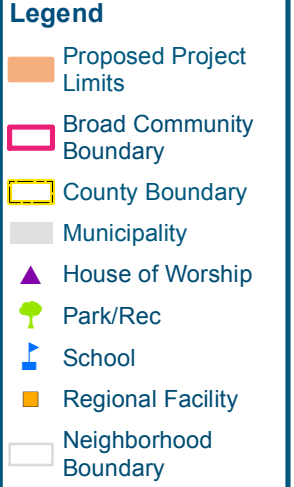 Legend
Proposed Project
Limits
Broad Community
Boundary
County Boundary
Municipality
House of Worship
Park/Rec
School
Regional Facility
Neighborhood
Boundary